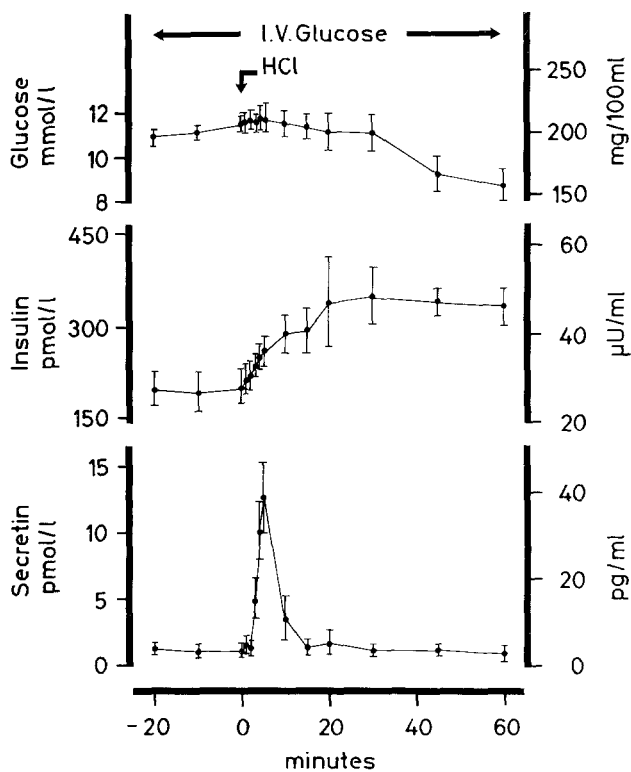 I.V. Glucose
HCl
Glucose
mmol/l
12
10
8
250
200
150
mg/100ml
Insulin
pmol/l
450
300
150
60
40
20
µU/ml
Secretin
pmol/l
15
10
5
0
40
20
0
pg/ml
-20 0 20 40 60
minutes